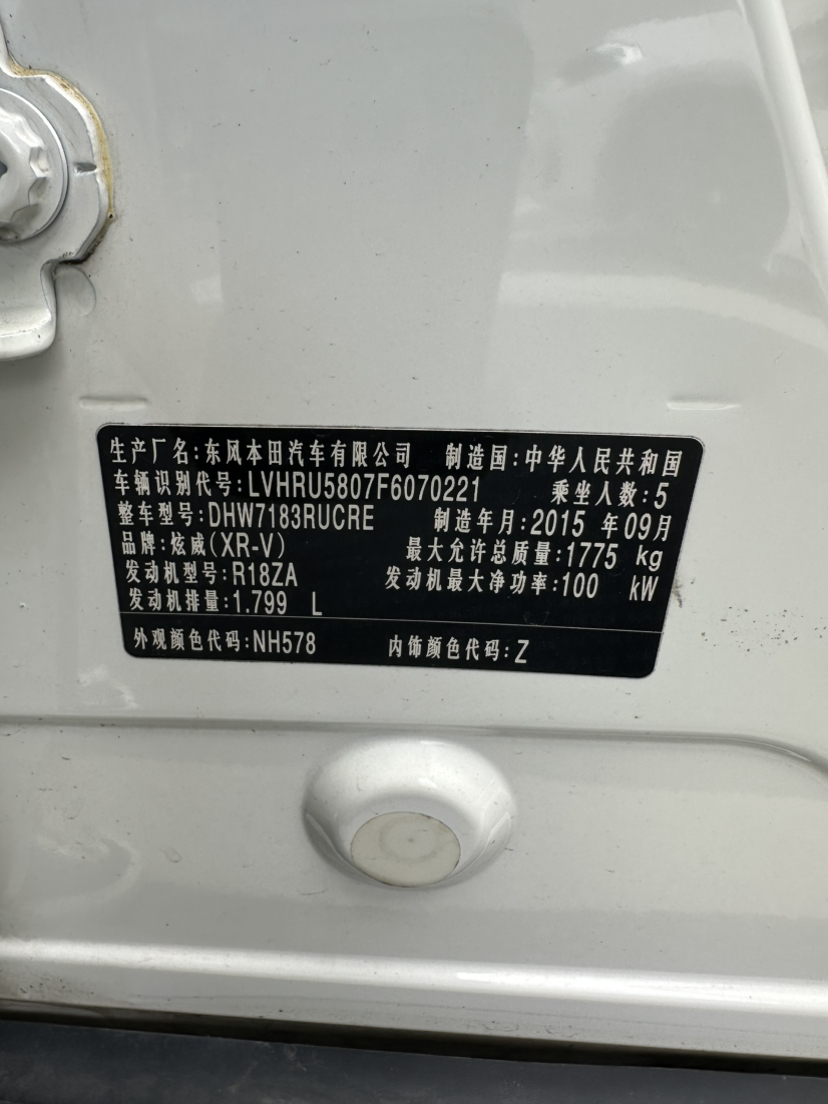 生产厂名:东风本田汽车有限公司 制造国:中华人民共和国
车辆识别代号:LVHRU5807F6070221 乘坐人数:5
整车型号:DHW7183RUCRE 制造年月:2015 年09月
品牌:炫威(XR-V) 最大允许总质量:1775 kg
发动机型号:R18ZA 发动机最大净功率:100 kW
发动机排量:1.799 L
外观颜色代码:NH578 内饰颜色代码:Z